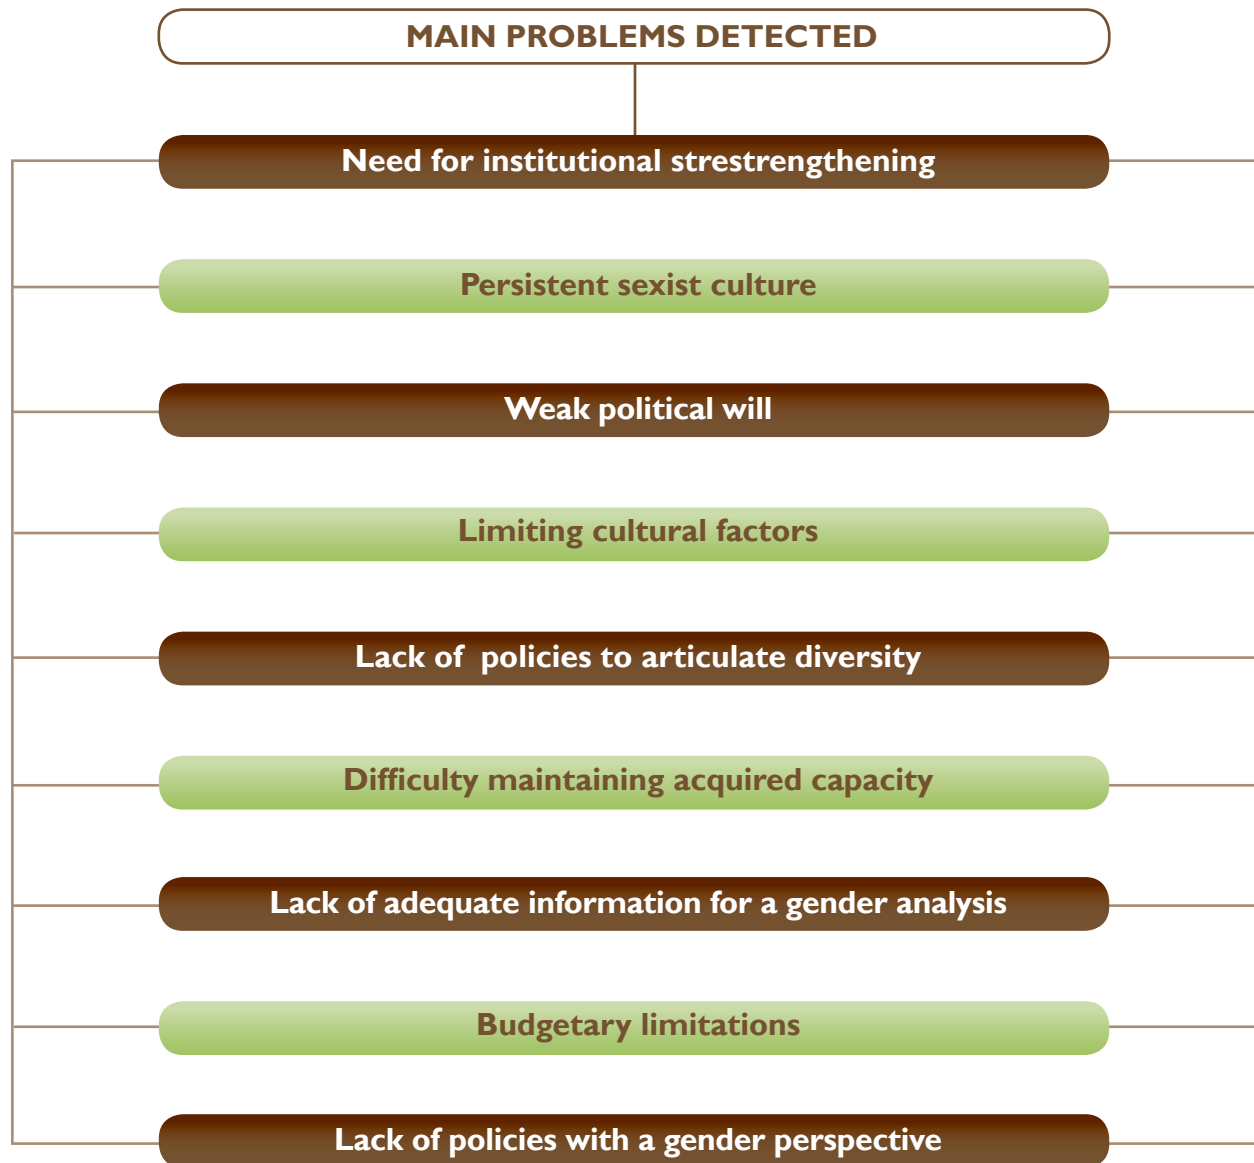 MAIN PROBLEMS DETECTED
Need for institutional strestrengthening
Persistent sexist culture
Weak political will
Limiting cultural factors
Lack of  policies to articulate diversity
Difficulty maintaining acquired capacity
Lack of adequate information for a gender analysis
Budgetary limitations
Lack of policies with a gender perspective